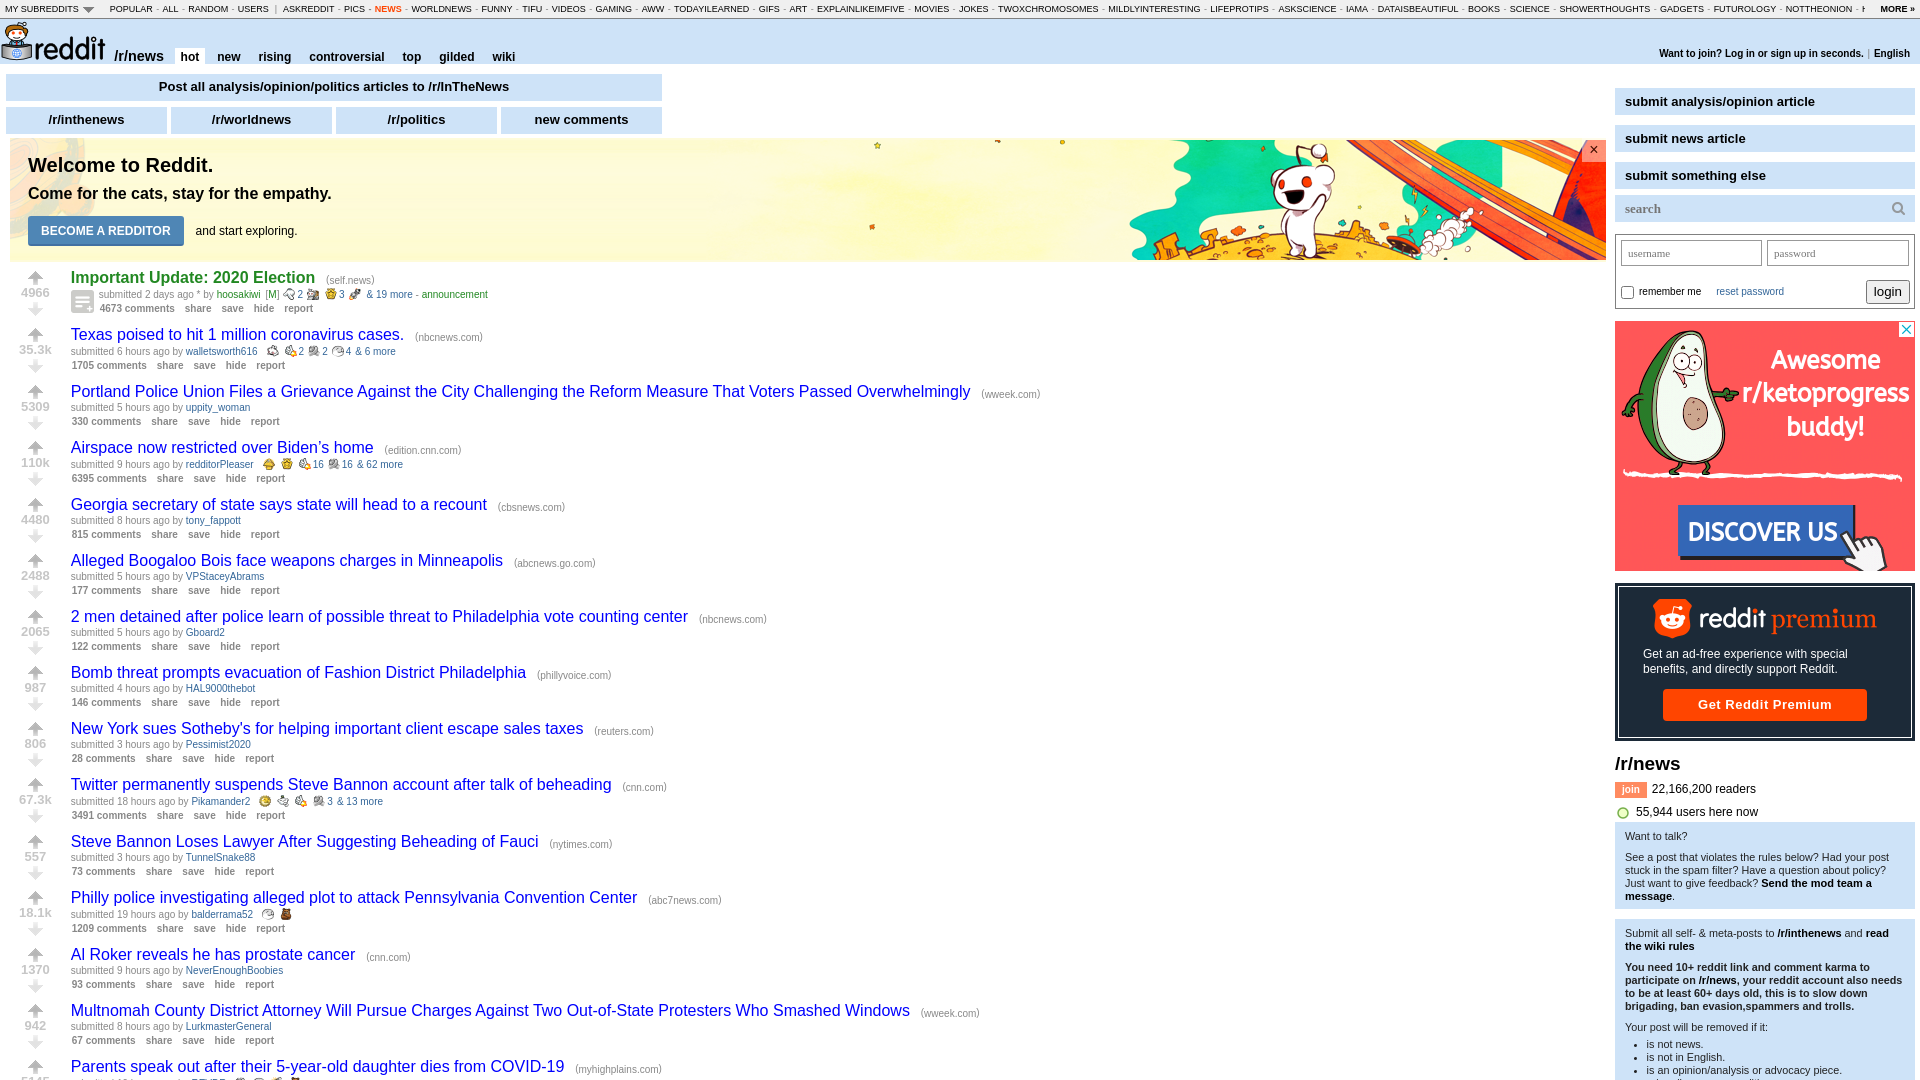 MY SUBREDDITS POPULAR - ALL - RANDOM - USERS | ASKREDDIT - PICS - NEWS - WORLDNEWS - FUNNY - TIFU - VIDEOS - GAMING - AWW - TODAYILEARNED - GIFS - ART - EXPLAINLIKEIMFIVE - MOVIES - JOKES - TWOXCHROMOSOMES - MILDLYINTERESTING - LIFEPROTIPS - ASKSCIENCE - IAMA - DATAISBEAUTIFUL - BOOKS - SCIENCE - SHOWERTHOUGHTS - GADGETS - FUTUROLOGY - NOTTHEONION - MORE »
reddit /r/news hot new rising controversial top gilded wiki
Want to join? Log in or sign up in seconds. | English
Post all analysis/opinion/politics articles to /r/InTheNews
/r/inthenews /r/worldnews /r/politics new comments
Welcome to Reddit.
Come for the cats, stay for the empathy.
BECOME A REDDITOR and start exploring.
×
Important Update: 2020 Election (self.news)
4966
submitted 2 days ago * by hoosakiwi [M] 2 3 & 19 more - announcement
4673 comments share save hide report
Texas poised to hit 1 million coronavirus cases. (nbcnews.com)
35.3k
submitted 6 hours ago by walletsworth616 2 2 4 & 6 more
1705 comments share save hide report
Portland Police Union Files a Grievance Against the City Challenging the Reform Measure That Voters Passed Overwhelmingly (wweek.com)
5309
submitted 5 hours ago by uppity_woman
330 comments share save hide report
Airspace now restricted over Biden’s home (edition.cnn.com)
110k
submitted 9 hours ago by redditorPleaser 16 16 & 62 more
6395 comments share save hide report
Georgia secretary of state says state will head to a recount (cbsnews.com)
4480
submitted 8 hours ago by tony_fappott
815 comments share save hide report
Alleged Boogaloo Bois face weapons charges in Minneapolis (abcnews.go.com)
2488
submitted 5 hours ago by VPStaceyAbrams
177 comments share save hide report
2 men detained after police learn of possible threat to Philadelphia vote counting center (nbcnews.com)
2065
submitted 5 hours ago by Gboard2
122 comments share save hide report
Bomb threat prompts evacuation of Fashion District Philadelphia (phillyvoice.com)
987
submitted 4 hours ago by HAL9000thebot
146 comments share save hide report
New York sues Sotheby's for helping important client escape sales taxes (reuters.com)
806
submitted 3 hours ago by Pessimist2020
28 comments share save hide report
Twitter permanently suspends Steve Bannon account after talk of beheading (cnn.com)
67.3k
submitted 18 hours ago by Pikamander2 3 & 13 more
3491 comments share save hide report
Steve Bannon Loses Lawyer After Suggesting Beheading of Fauci (nytimes.com)
557
submitted 3 hours ago by TunnelSnake88
73 comments share save hide report
Philly police investigating alleged plot to attack Pennsylvania Convention Center (abc7news.com)
18.1k
submitted 19 hours ago by balderrama52
1209 comments share save hide report
Al Roker reveals he has prostate cancer (cnn.com)
1370
submitted 9 hours ago by NeverEnoughBoobies
93 comments share save hide report
Multnomah County District Attorney Will Pursue Charges Against Two Out-of-State Protesters Who Smashed Windows (wweek.com)
942
submitted 8 hours ago by LurkmasterGeneral
67 comments share save hide report
Parents speak out after their 5-year-old daughter dies from COVID-19 (myhighplains.com)
submit analysis/opinion article
submit news article
submit something else
search
username password
remember me reset password login
Awesome
r/ketoprogress
buddy!
DISCOVER US
reddit premium
Get an ad-free experience with special
benefits, and directly support Reddit.
Get Reddit Premium
/r/news
join 22,166,200 readers
55,944 users here now
Want to talk?
See a post that violates the rules below? Had your post
stuck in the spam filter? Have a question about policy?
Just want to give feedback? Send the mod team a
message.
Submit all self- & meta-posts to /r/inthenews and read
the wiki rules
You need 10+ reddit link and comment karma to
participate on /r/news, your reddit account also needs
to be at least 60+ days old, this is to slow down
brigading, ban evasion,spammers and trolls.
Your post will be removed if it:
• is not news.
• is not in English.
• is an opinion/analysis or advocacy piece.